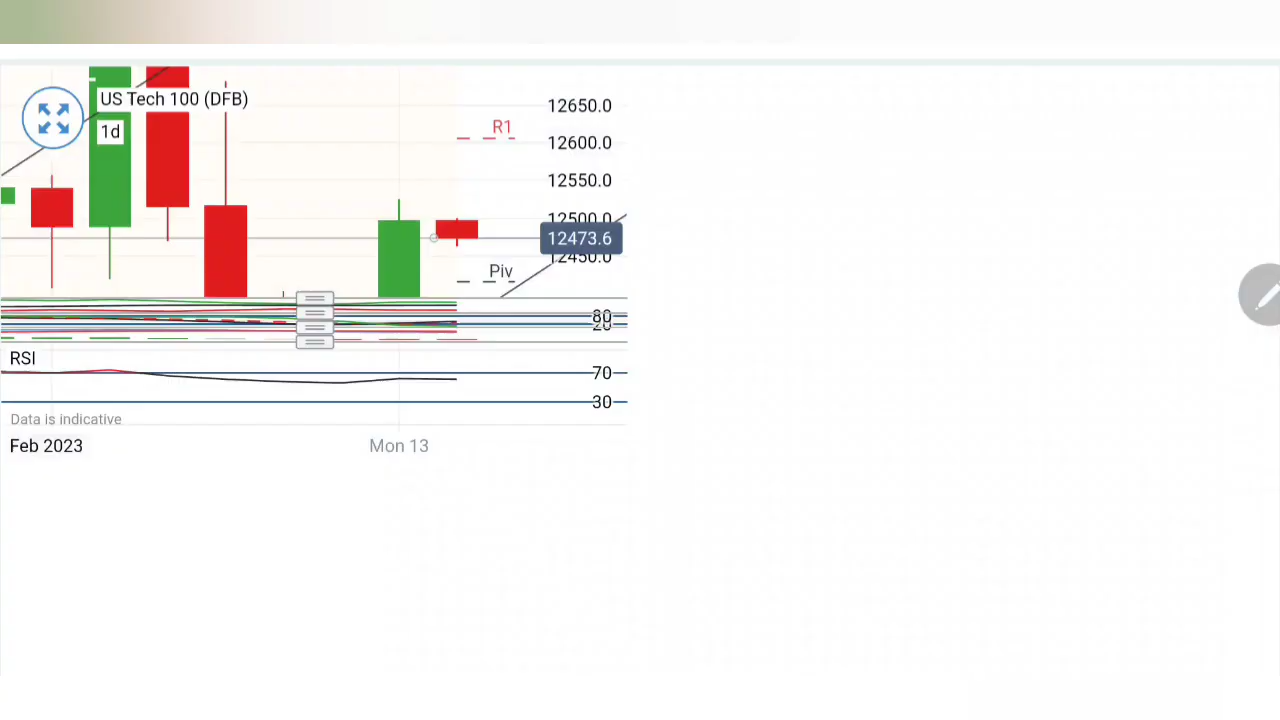 US Tech 100 (DFB)
1d
12650.0
R1
12600.0
12550.0
12500.0
12473.6
12450.0
Piv
80
20
RSI
70
30
Data is indicative
Feb 2023
Mon 13